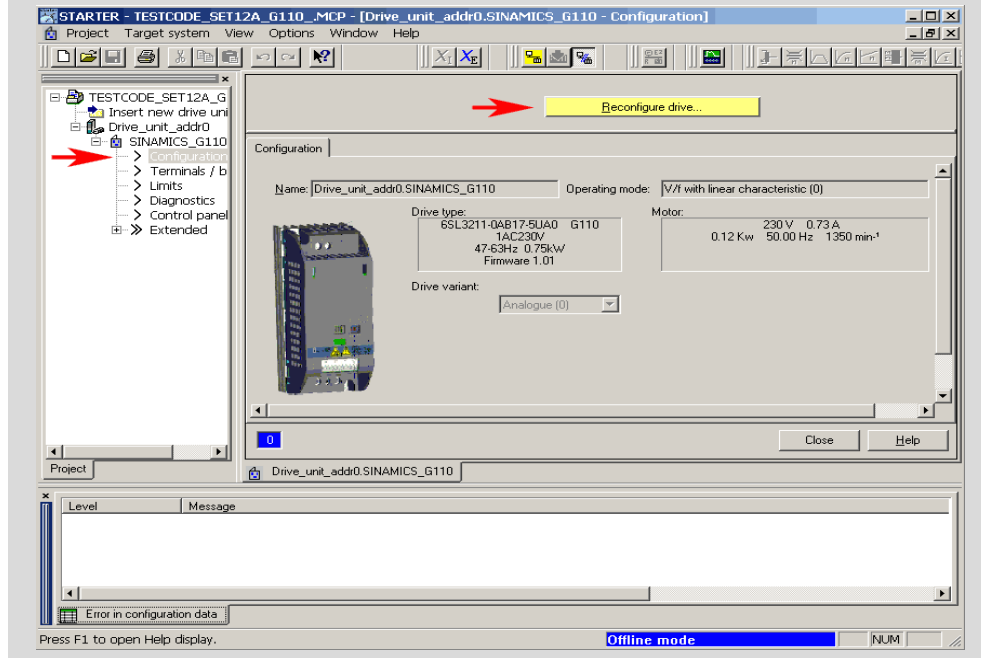 STARTER - TESTCODE_SET12A_G110_.MCP - [Drive_unit_addr0.SINAMICS_G110 - Configuration]
Project Target system View Options Window Help
TESTCODE_SET12A_G
Insert new drive uni
Drive_unit_addr0
SINAMICS_G110
Configuration
Terminals / b
Limits
Diagnostics
Control panel
Extended
Project
Reconfigure drive...
Configuration
Name: Drive_unit_addr0.SINAMICS_G110 Operating mode: V/f with linear characteristic (0)
Drive type: Motor:
6SL3211-0AB17-5UA0 G110 230 V 0.73 A
1AC230V 0.12 Kw 50.00 Hz 1350 min-¹
47-63Hz 0.75kW
Firmware 1.01
Drive variant:
Analogue (0)
0 Close Help
Drive_unit_addr0.SINAMICS_G110
Level Message
Error in configuration data
Press F1 to open Help display. Offline mode NUM